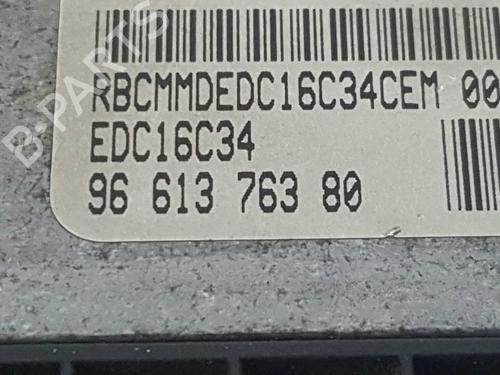 RBCMMDEDC16C34CEM 00
EDC16C34
96 613 763 80
B-PARTS